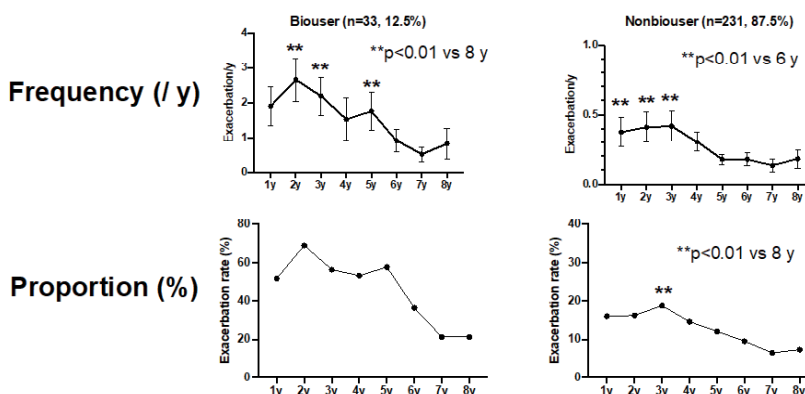 Biouser (n=33, 12.5%)
Nonbiouser (n=231, 87.5%)
Frequency (/ y)
Exacerbation/y
4
3
2
1
0
**
**
**
**p<0.01 vs 8 y
1y 2y 3y 4y 5y 6y 7y 8y
Exacerbation/y
1.0
0.5
0.0
** ** **
**p<0.01 vs 6 y
1y 2y 3y 4y 5y 6y 7y 8y
Proportion (%)
Exacerbation rate (%)
80
60
40
20
0
1y 2y 3y 4y 5y 6y 7y 8y
Exacerbation rate (%)
40
30
20
10
0
**
**p<0.01 vs 8 y
1y 2y 3y 4y 5y 6y 7y 8y